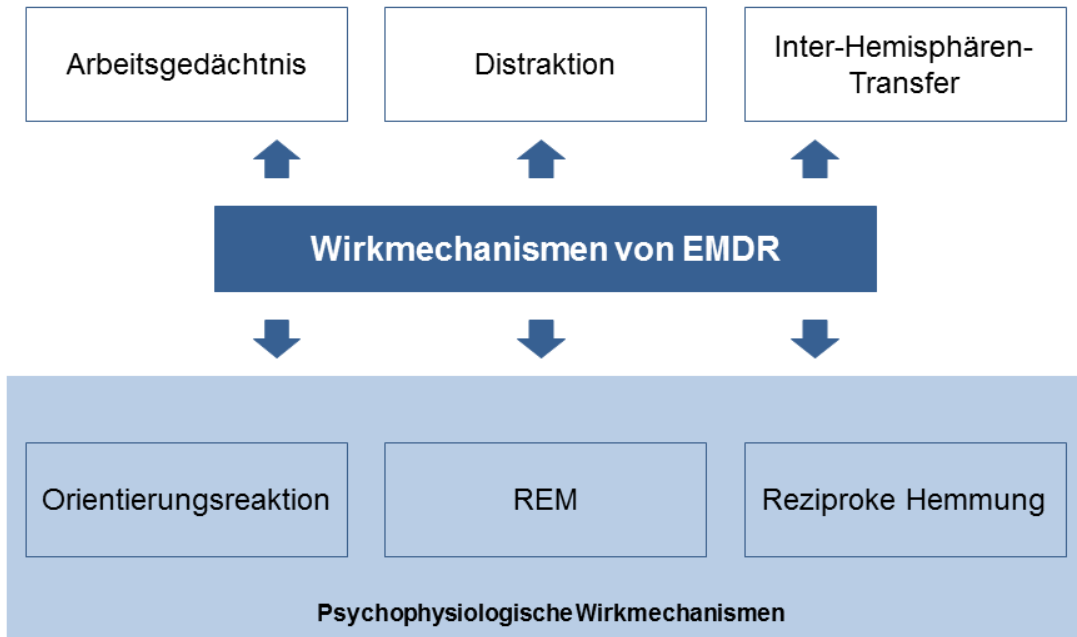 Arbeitsgedächtnis
Distraktion
Inter-Hemisphären-
Transfer
Wirkmechanismen von EMDR
Orientierungsreaktion
REM
Reziproke Hemmung
Psychophysiologische Wirkmechanismen